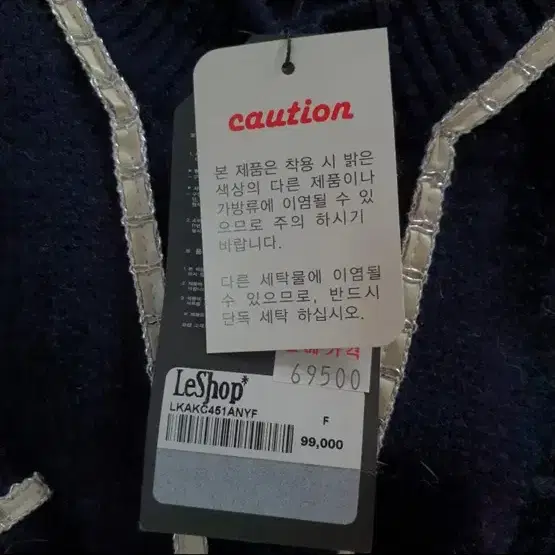 caution
본 제품은 착용 시 밝은
색상의 다른 제품이나
가방류에 이염될 수 있
으므로 주의 하시기
바랍니다.
다른 세탁물에 이염될
수 있으므로, 반드시
단독 세탁 하십시오.
69500
LeShop*
LKAKC451ANYF
F
99,000